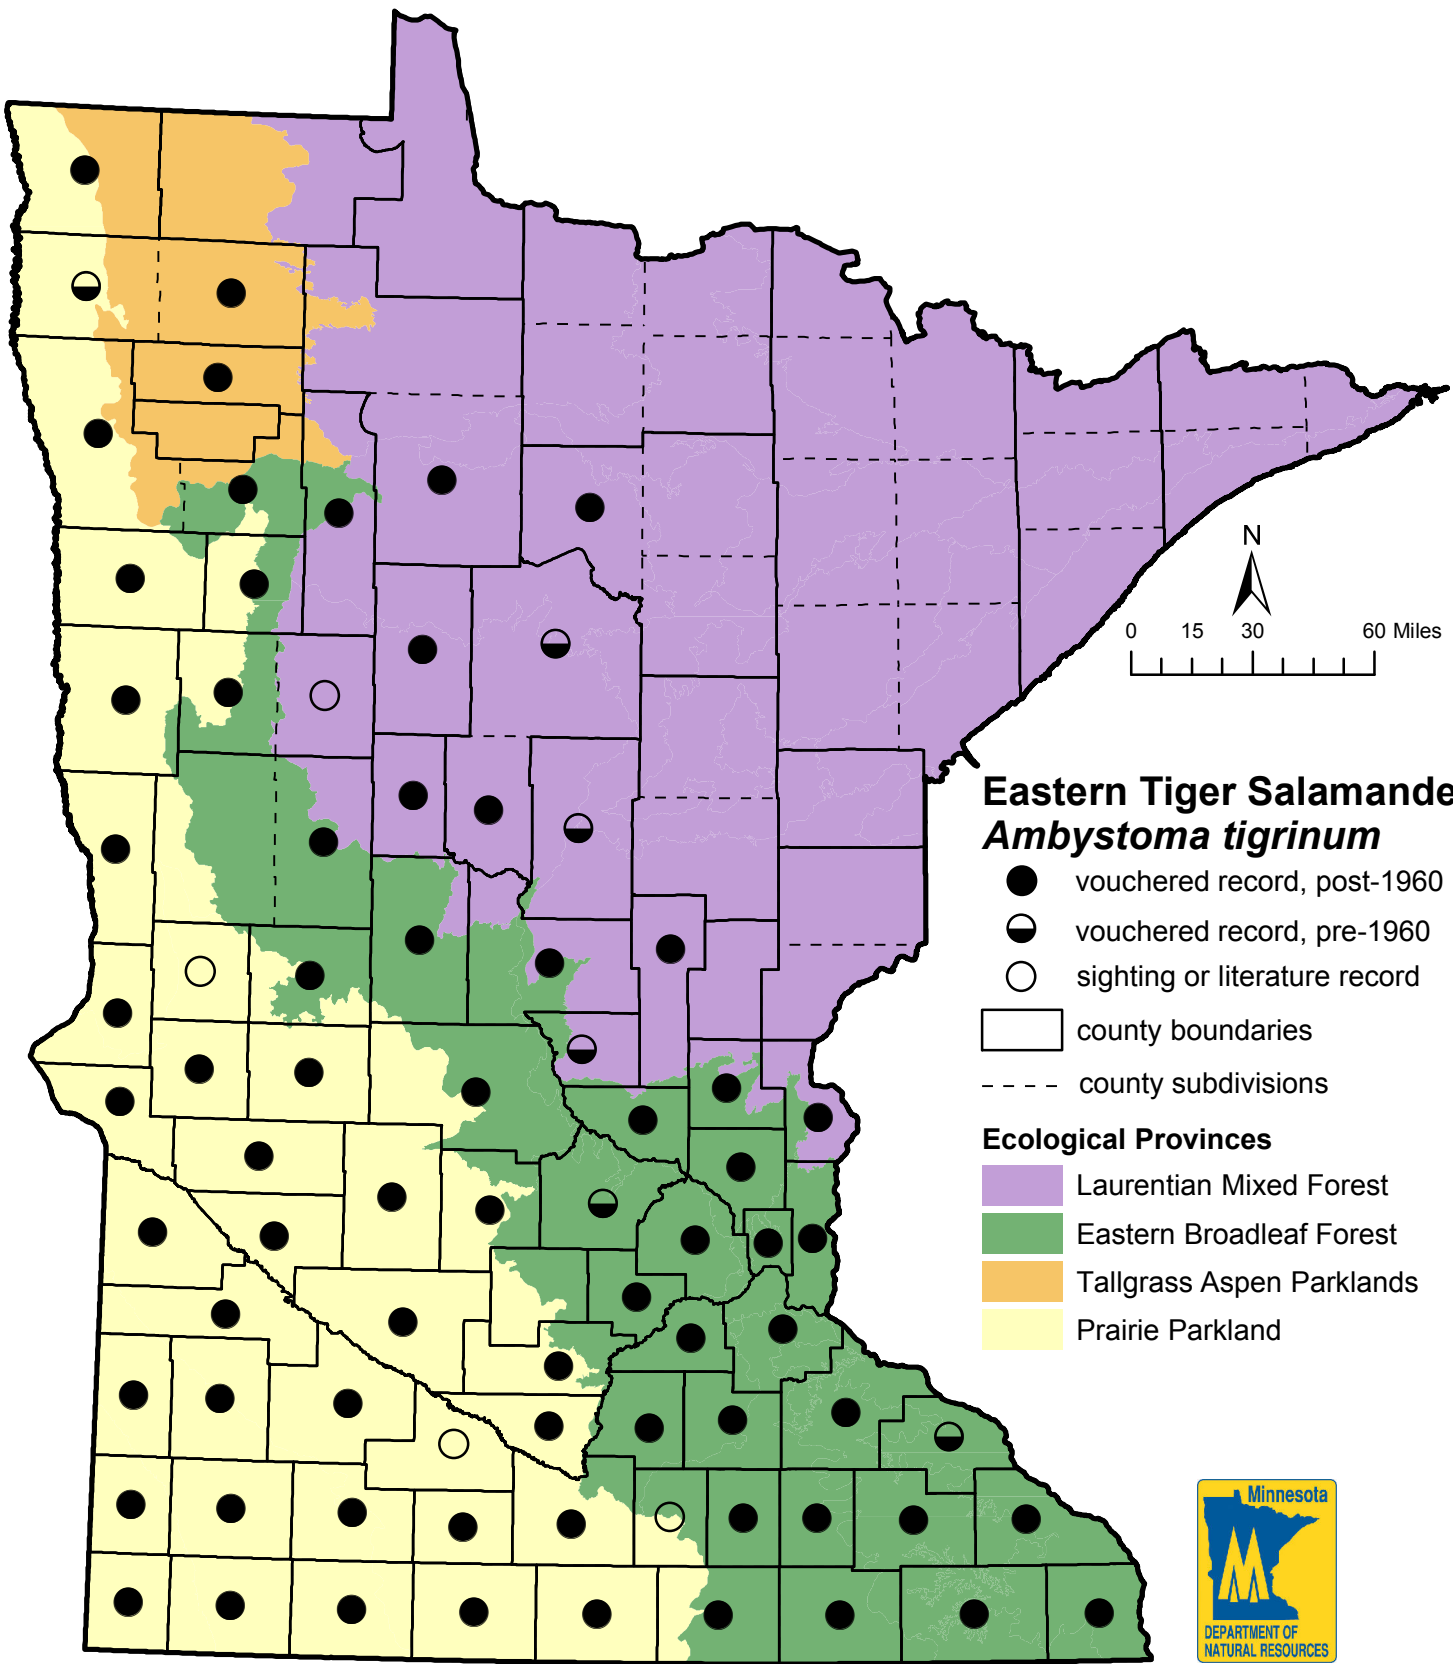 N
0 15 30 60 Miles
Eastern Tiger Salamande
Ambystoma tigrinum
vouchered record, post-1960
vouchered record, pre-1960
sighting or literature record
county boundaries
county subdivisions
Ecological Provinces
Laurentian Mixed Forest
Eastern Broadleaf Forest
Tallgrass Aspen Parklands
Prairie Parkland
Minnesota
DEPARTMENT OF
NATURAL RESOURCES